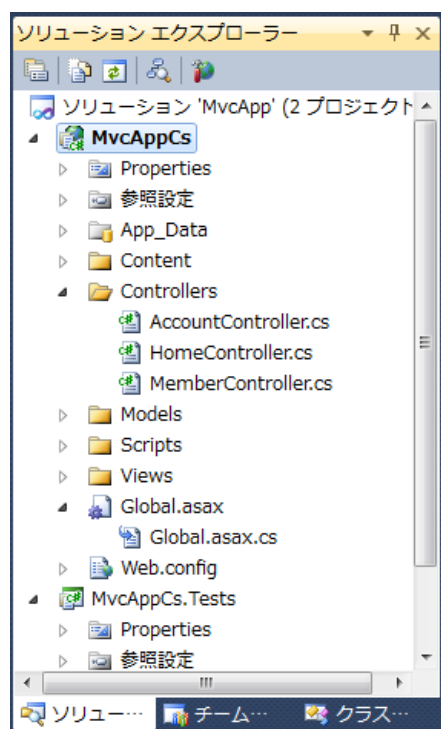 ソリューション エクスプローラー
ソリューション 'MvcApp' (2 プロジェクト
MvcAppCs
Properties
参照設定
App_Data
Content
Controllers
AccountController.cs
HomeController.cs
MemberController.cs
Models
Scripts
Views
Global.asax
Global.asax.cs
Web.config
MvcAppCs.Tests
Properties
参照設定
ソリュー… チーム… クラス…